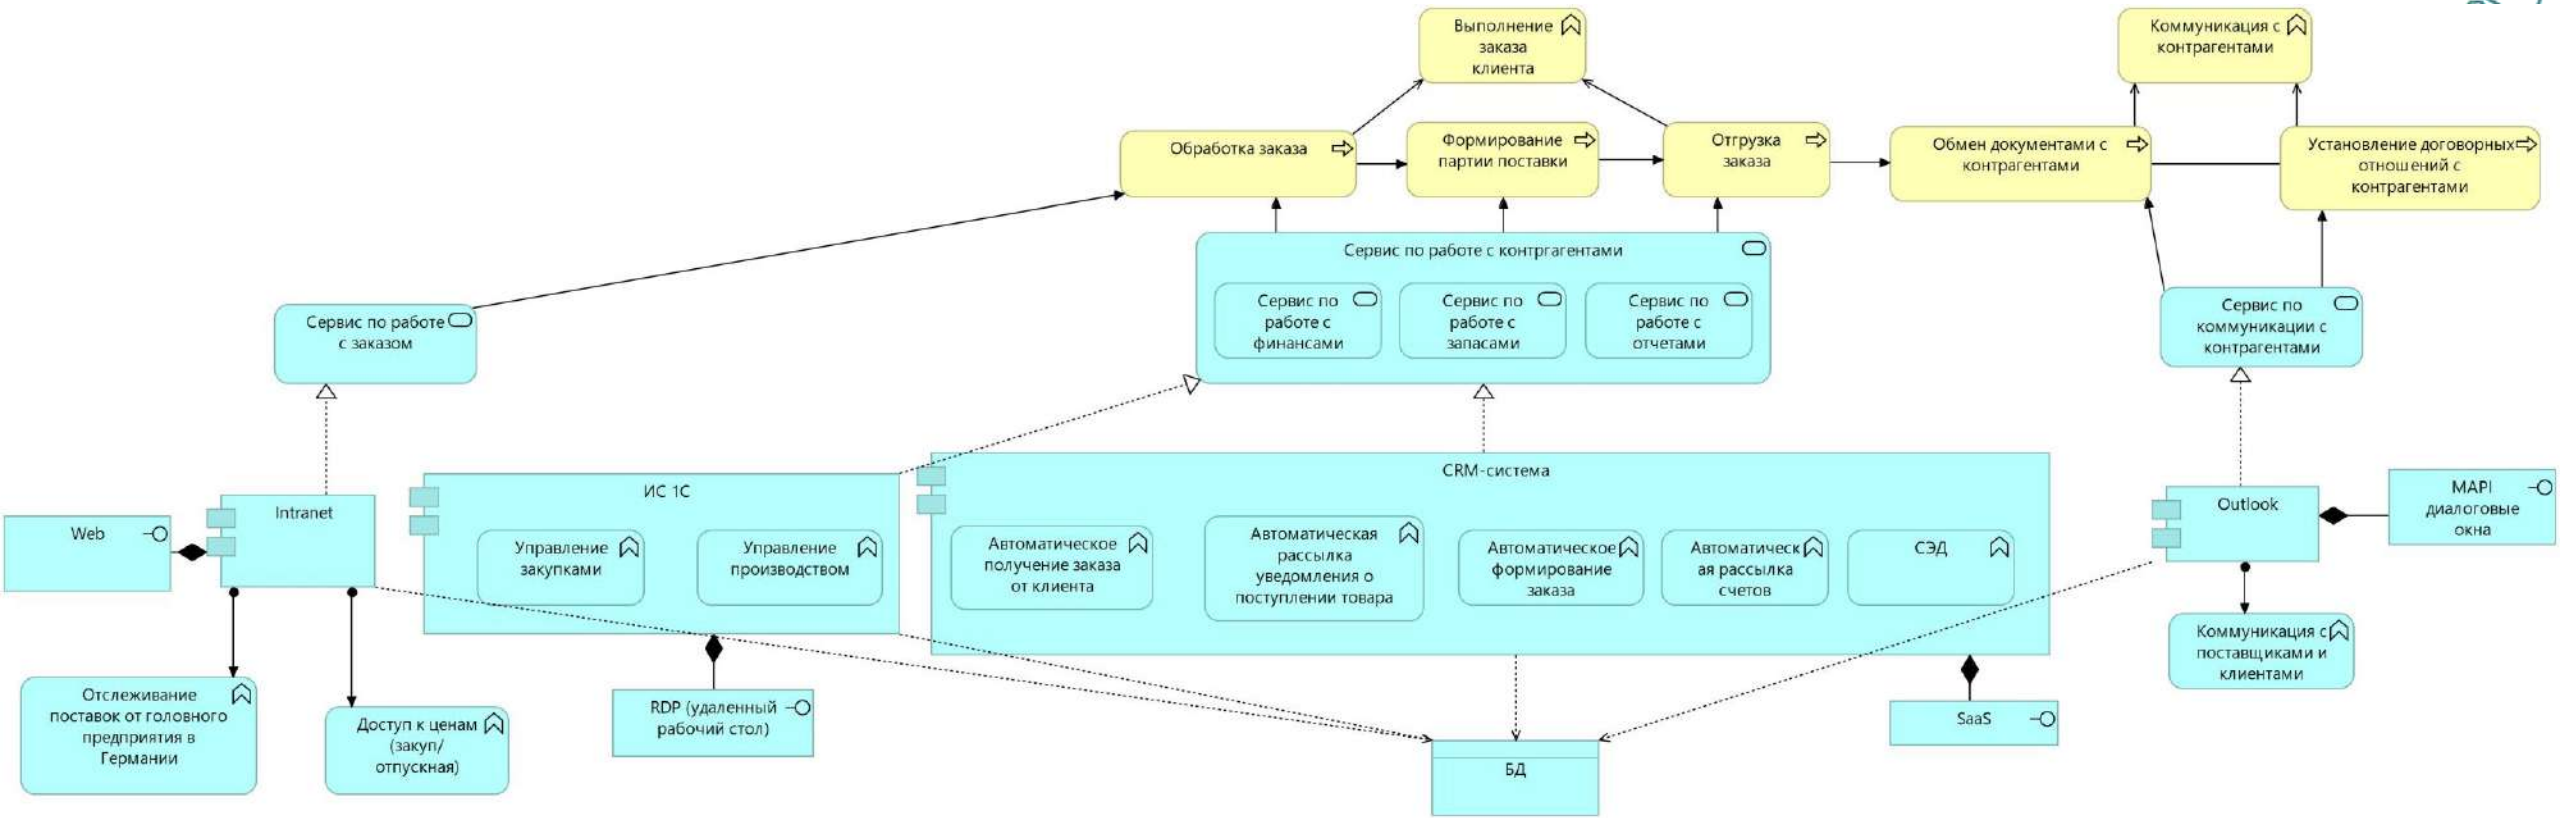 Выполнение
заказа
клиента
Коммуникация с
контрагентами
Обработка заказа
Формирование
партии поставки
Отгрузка
заказа
Обмен документами с
контрагентами
Установление договорных
отношений с
контрагентами
Сервис по работе с контргагентами
Сервис по
работе с
финансами
Сервис по
работе с
запасами
Сервис по
работе с
отчетами
Сервис по работе
с заказом
Сервис по
коммуникации с
контрагентами
Web
Intranet
ИС 1С
Управление
закупками
Управление
производством
CRM-система
Автоматическое
получение заказа
от клиента
Автоматическая
рассылка
уведомления о
поступлении товара
Автоматическое
формирование
заказа
Автоматическ
ая рассылка
счетов
СЭД
Outlook
MAPI
диалоговые
окна
Отслеживание
поставок от головного
предприятия в
Германии
Доступ к ценам
(закуп/
отпускная)
RDP (удаленный
рабочий стол)
БД
SaaS
Коммуникация с
поставщиками и
клиентами